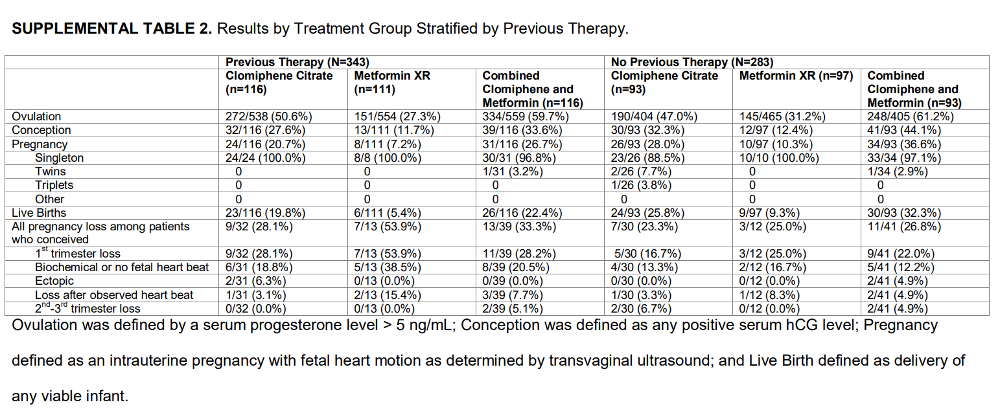 SUPPLEMENTAL TABLE 2. Results by Treatment Group Stratified by Previous Therapy.
Previous Therapy (N=343) No Previous Therapy (N=283)
Clomiphene Citrate (n=116) Metformin XR (n=111) Combined Clomiphene and Metformin (n=116) Clomiphene Citrate (n=93) Metformin XR (n=97) Combined Clomiphene and Metformin (n=93)
Ovulation 272/538 (50.6%) 151/554 (27.3%) 334/559 (59.7%) 190/404 (47.0%) 145/465 (31.2%) 248/405 (61.2%)
Conception 32/116 (27.6%) 13/111 (11.7%) 39/116 (33.6%) 30/93 (32.3%) 12/97 (12.4%) 41/93 (44.1%)
Pregnancy 24/116 (20.7%) 8/111 (7.2%) 31/116 (26.7%) 26/93 (28.0%) 10/97 (10.3%) 34/93 (36.6%)
Singleton 24/24 (100.0%) 8/8 (100.0%) 30/31 (96.8%) 23/26 (88.5%) 10/10 (100.0%) 33/34 (97.1%)
Twins 0 0 1/31 (3.2%) 2/26 (7.7%) 0 1/34 (2.9%)
Triplets 0 0 0 1/26 (3.8%) 0 0
Other 0 0 0 0 0 0
Live Births 23/116 (19.8%) 6/111 (5.4%) 26/116 (22.4%) 24/93 (25.8%) 9/97 (9.3%) 30/93 (32.3%)
All pregnancy loss among patients who conceived 9/32 (28.1%) 7/13 (53.9%) 13/39 (33.3%) 7/30 (23.3%) 3/12 (25.0%) 11/41 (26.8%)
1st trimester loss 9/32 (28.1%) 7/13 (53.9%) 11/39 (28.2%) 5/30 (16.7%) 3/12 (25.0%) 9/41 (22.0%)
Biochemical or no fetal heart beat 6/31 (18.8%) 5/13 (38.5%) 8/39 (20.5%) 4/30 (13.3%) 2/12 (16.7%) 5/41 (12.2%)
Ectopic 2/31 (6.3%) 0/13 (0.0%) 0/39 (0.0%) 0/30 (0.0%) 0/12 (0.0%) 2/41 (4.9%)
Loss after observed heart beat 1/31 (3.1%) 2/13 (15.4%) 3/39 (7.7%) 1/30 (3.3%) 1/12 (8.3%) 2/41 (4.9%)
2nd-3rd trimester loss 0/32 (0.0%) 0/13 (0.0%) 2/39 (5.1%) 2/30 (6.7%) 0/12 (0.0%) 2/41 (4.9%)
Ovulation was defined by a serum progesterone level > 5 ng/mL; Conception was defined as any positive serum hCG level; Pregnancy
defined as an intrauterine pregnancy with fetal heart motion as determined by transvaginal ultrasound; and Live Birth defined as delivery of
any viable infant.